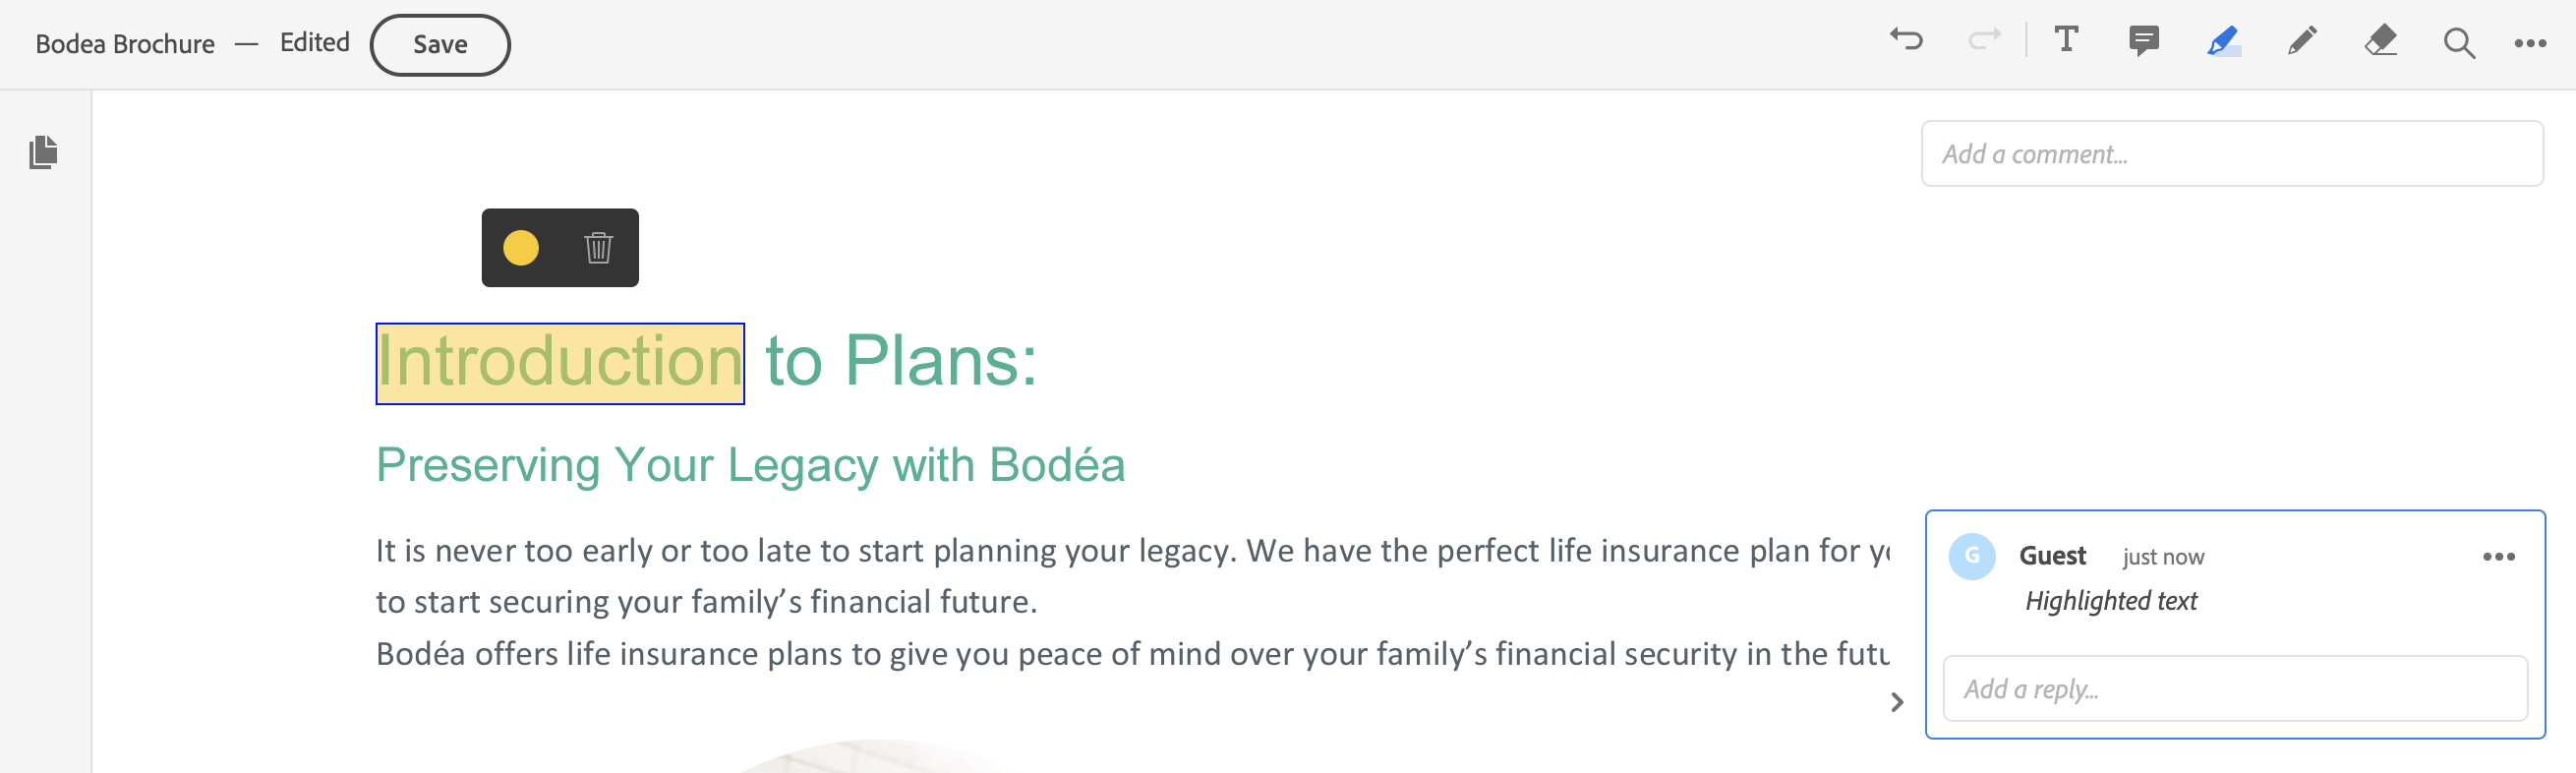 Bodea Brochure — Edited Save
Add a comment...
Introduction to Plans:
Preserving Your Legacy with Bodéa
It is never too early or too late to start planning your legacy. We have the perfect life insurance plan for
to start securing your family’s financial future.
Bodéa offers life insurance plans to give you peace of mind over your family’s financial security in the
G Guest just now
Highlighted text
Add a reply...